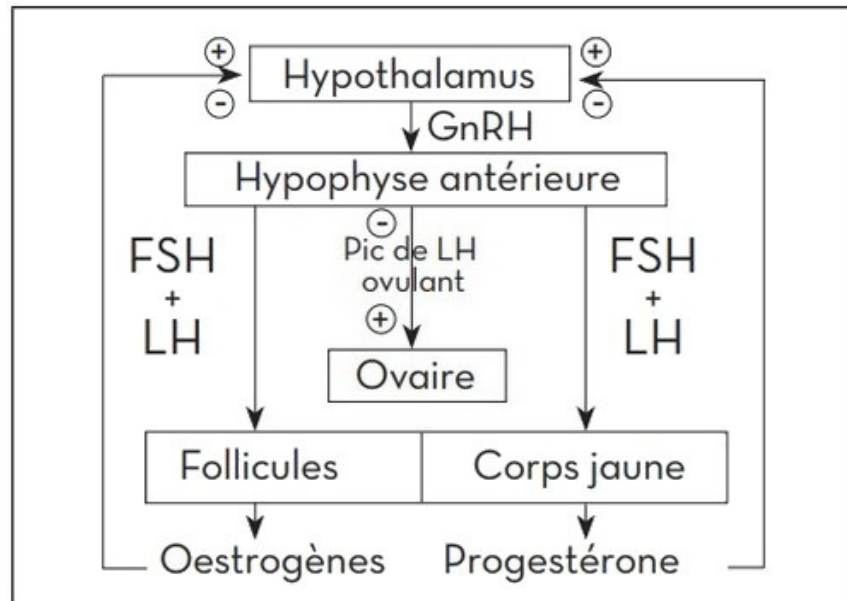 + +
Hypothalamus
- -
GnRH
Hypophyse antérieure
-
FSH
+
LH
Pic de LH
ovulant
+
FSH
+
LH
Ovaire
Follicules
Corps jaune
Oestrogènes
Progestérone